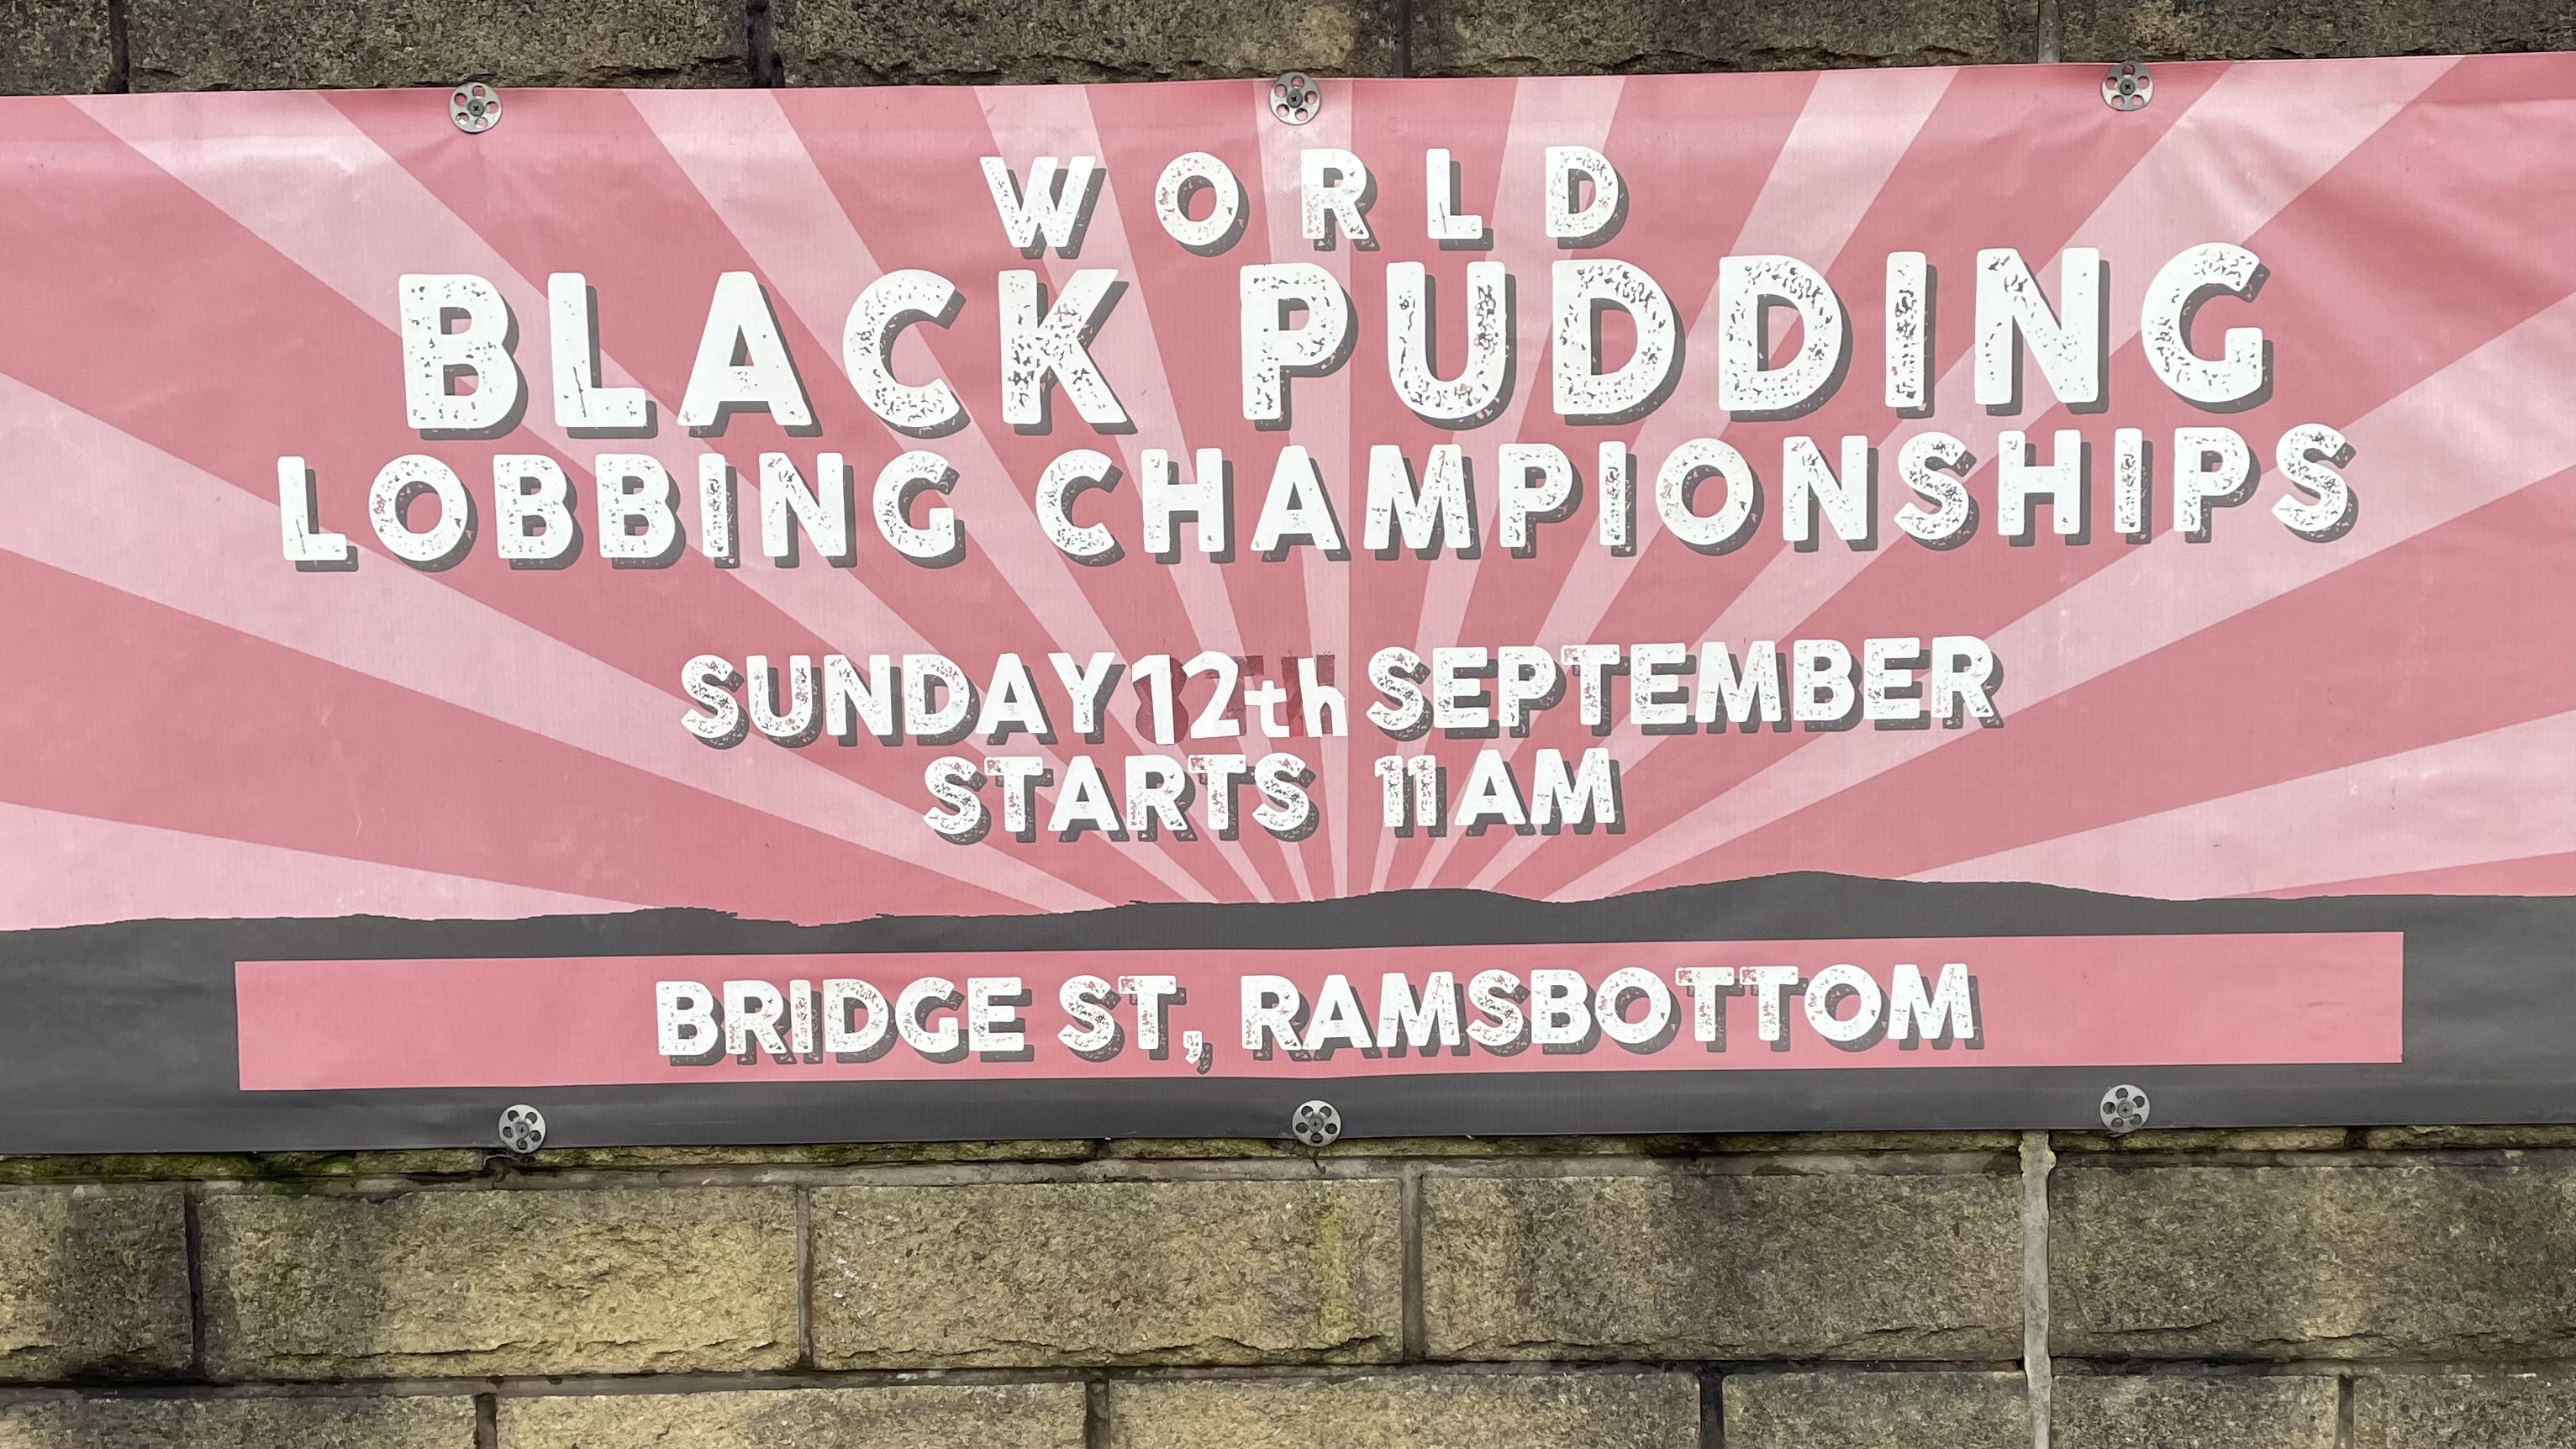 WORLD
BLACK PUDDING
LOBBING CHAMPIONSHIPS
SUNDAY 12th SEPTEMBER
STARTS 11AM
BRIDGE ST, RAMSBOTTOM